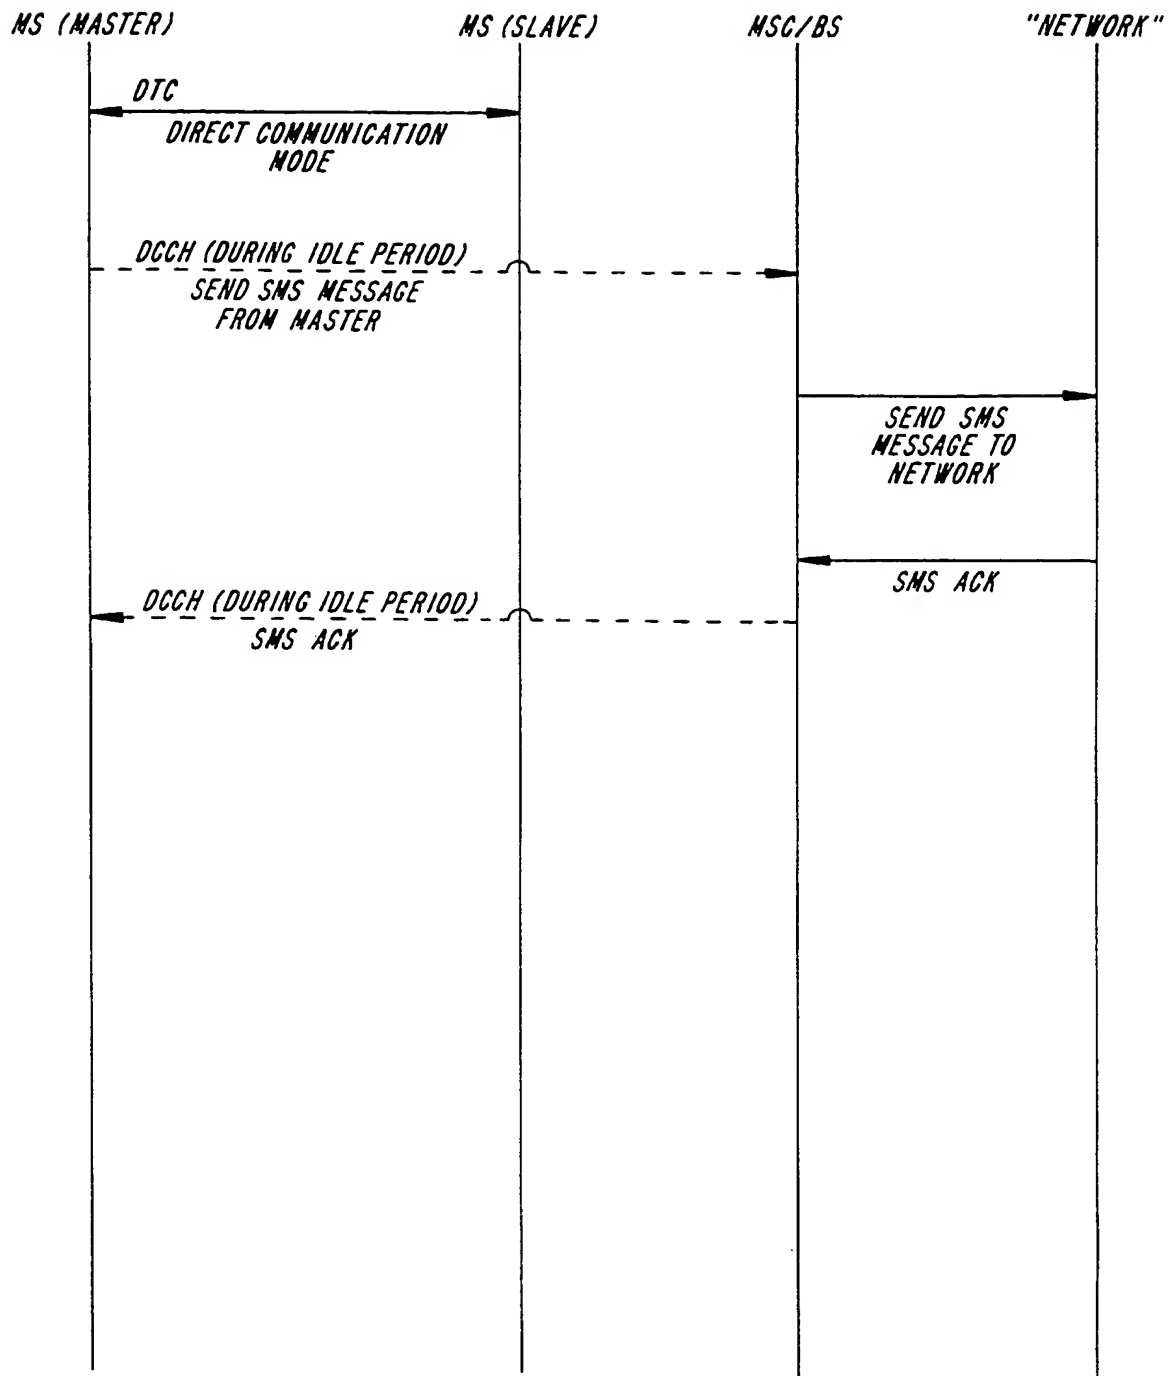 MS (MASTER)
MS (SLAVE)
MSC/BS
"NETWORK"
DTC
DIRECT COMMUNICATION
MODE
DCCH (DURING IDLE PERIOD)
SEND SMS MESSAGE
FROM MASTER
SEND SMS
MESSAGE TO
NETWORK
SMS ACK
DCCH (DURING IDLE PERIOD)
SMS ACK